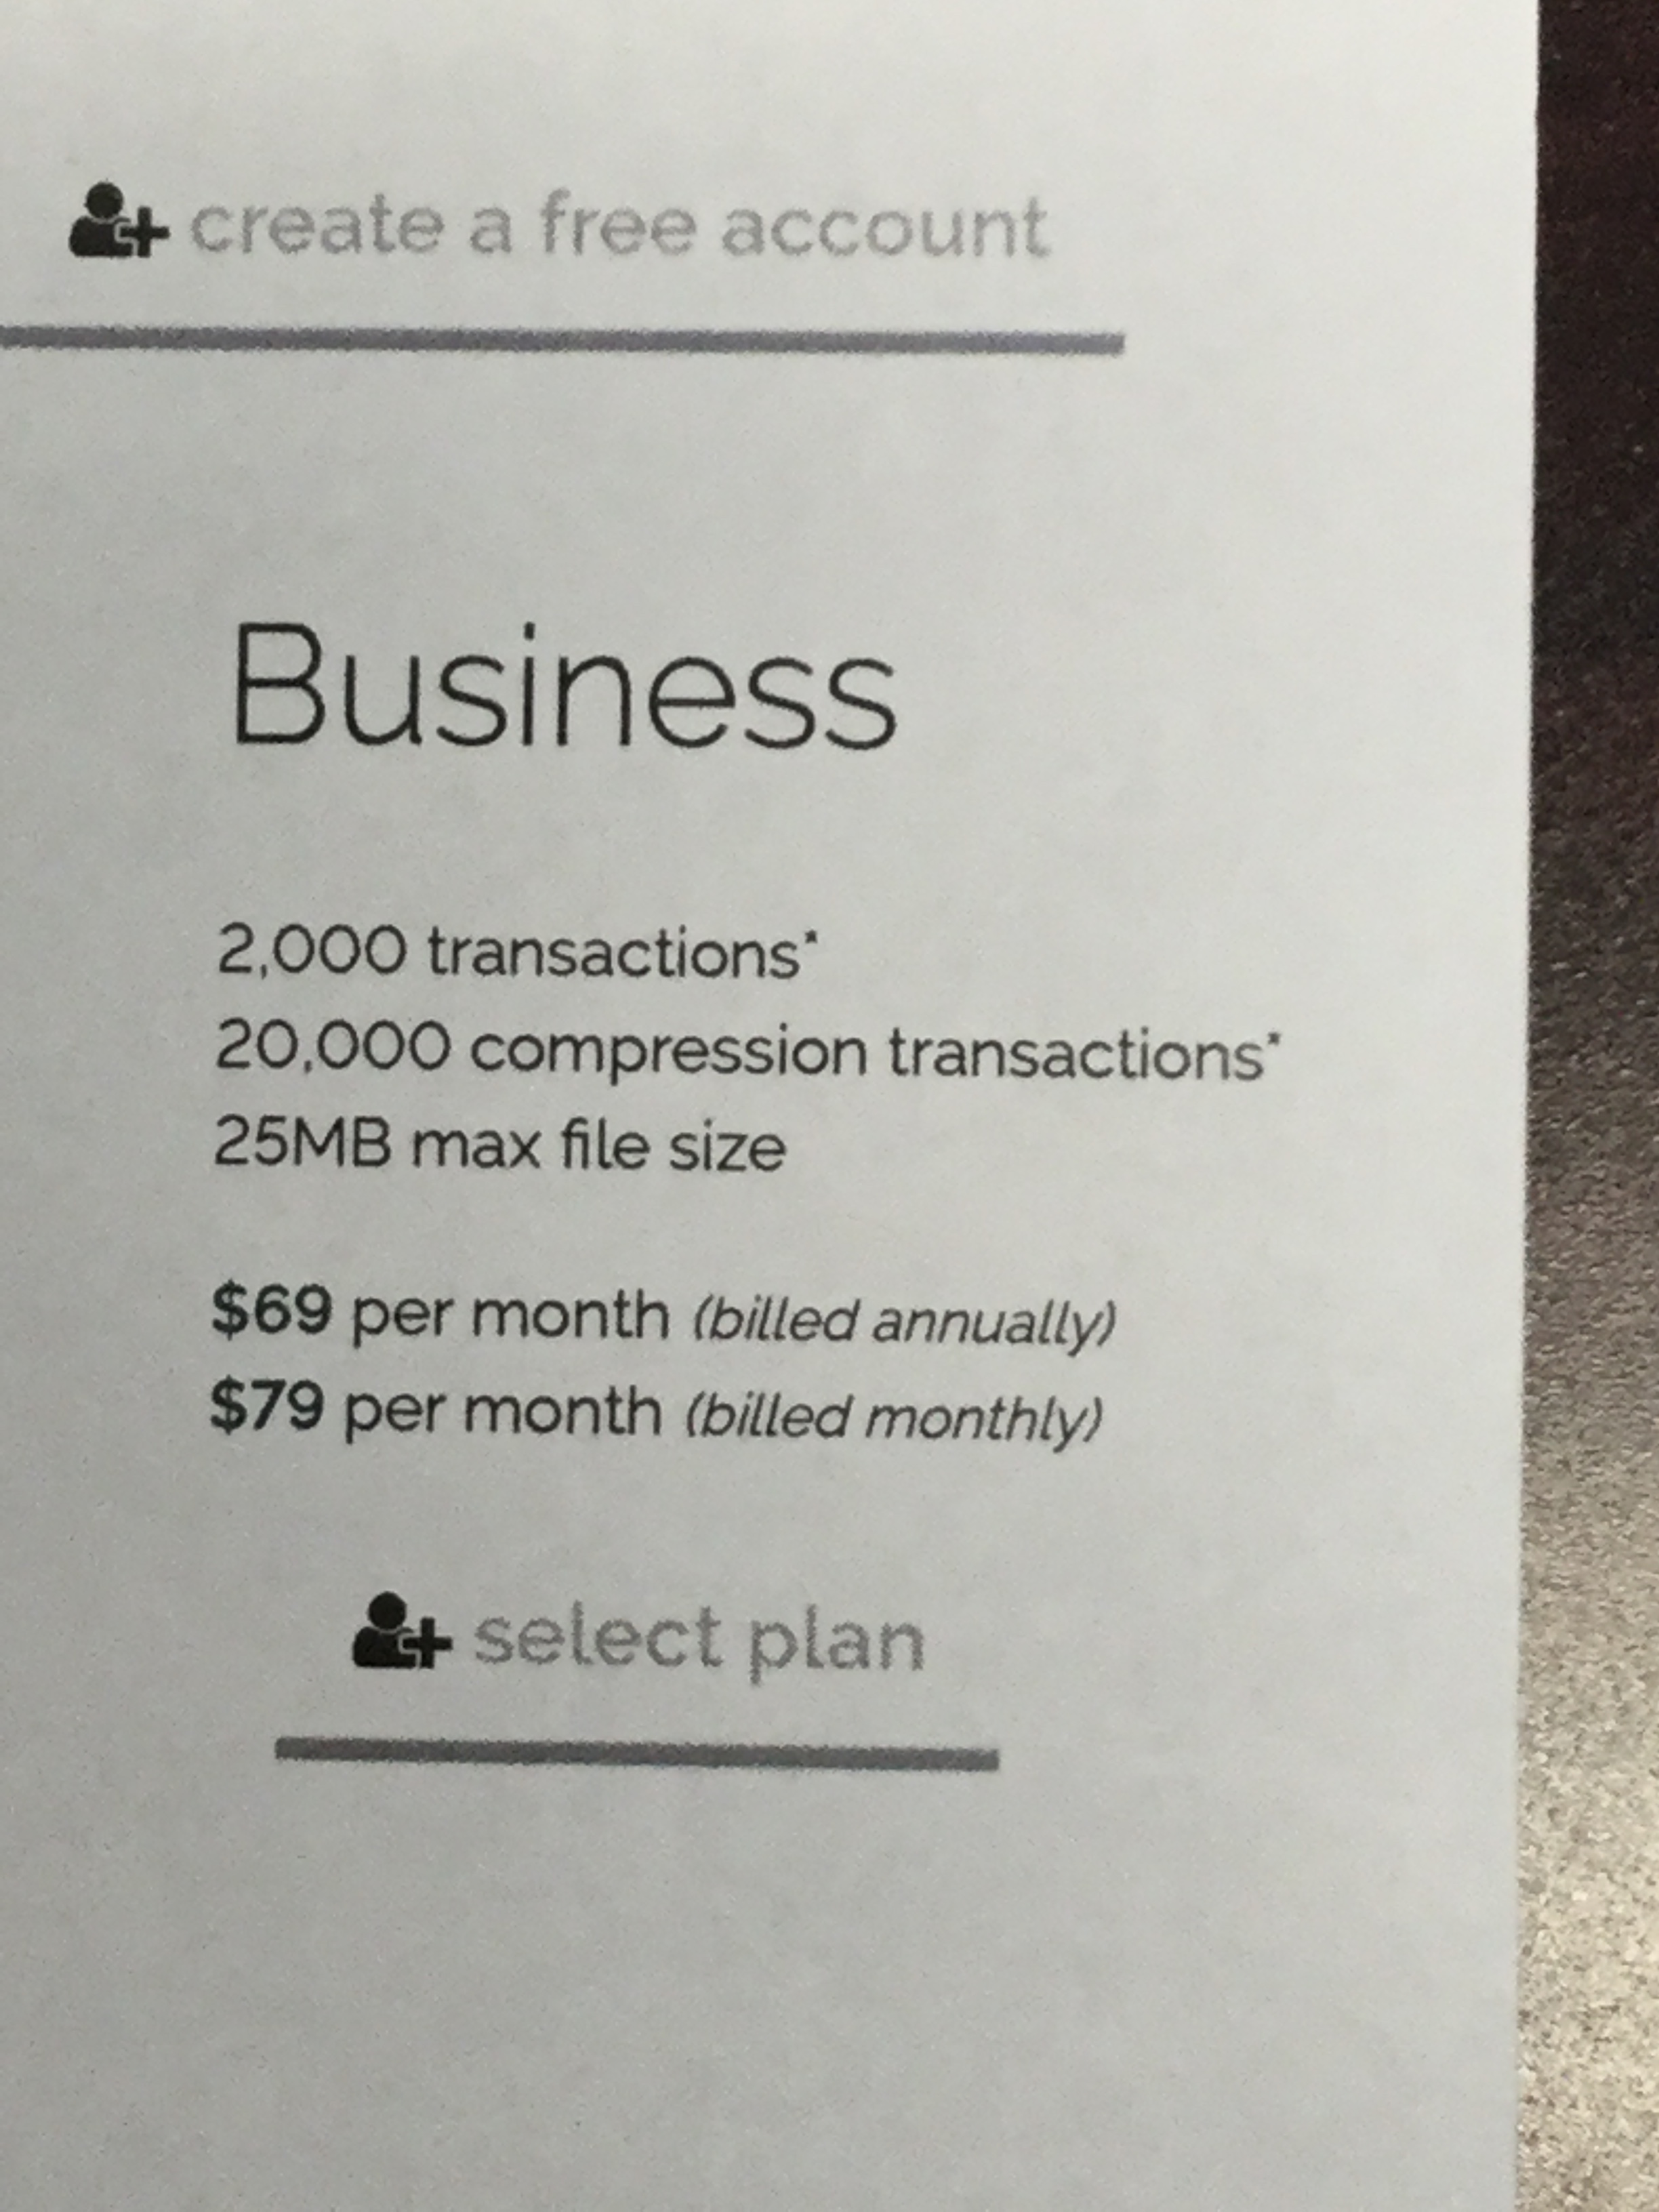 create a free account
Business
2,000 transactions*
20,000 compression transactions*
25MB max file size
$69 per month (billed annually)
$79 per month (billed monthly)
select plan